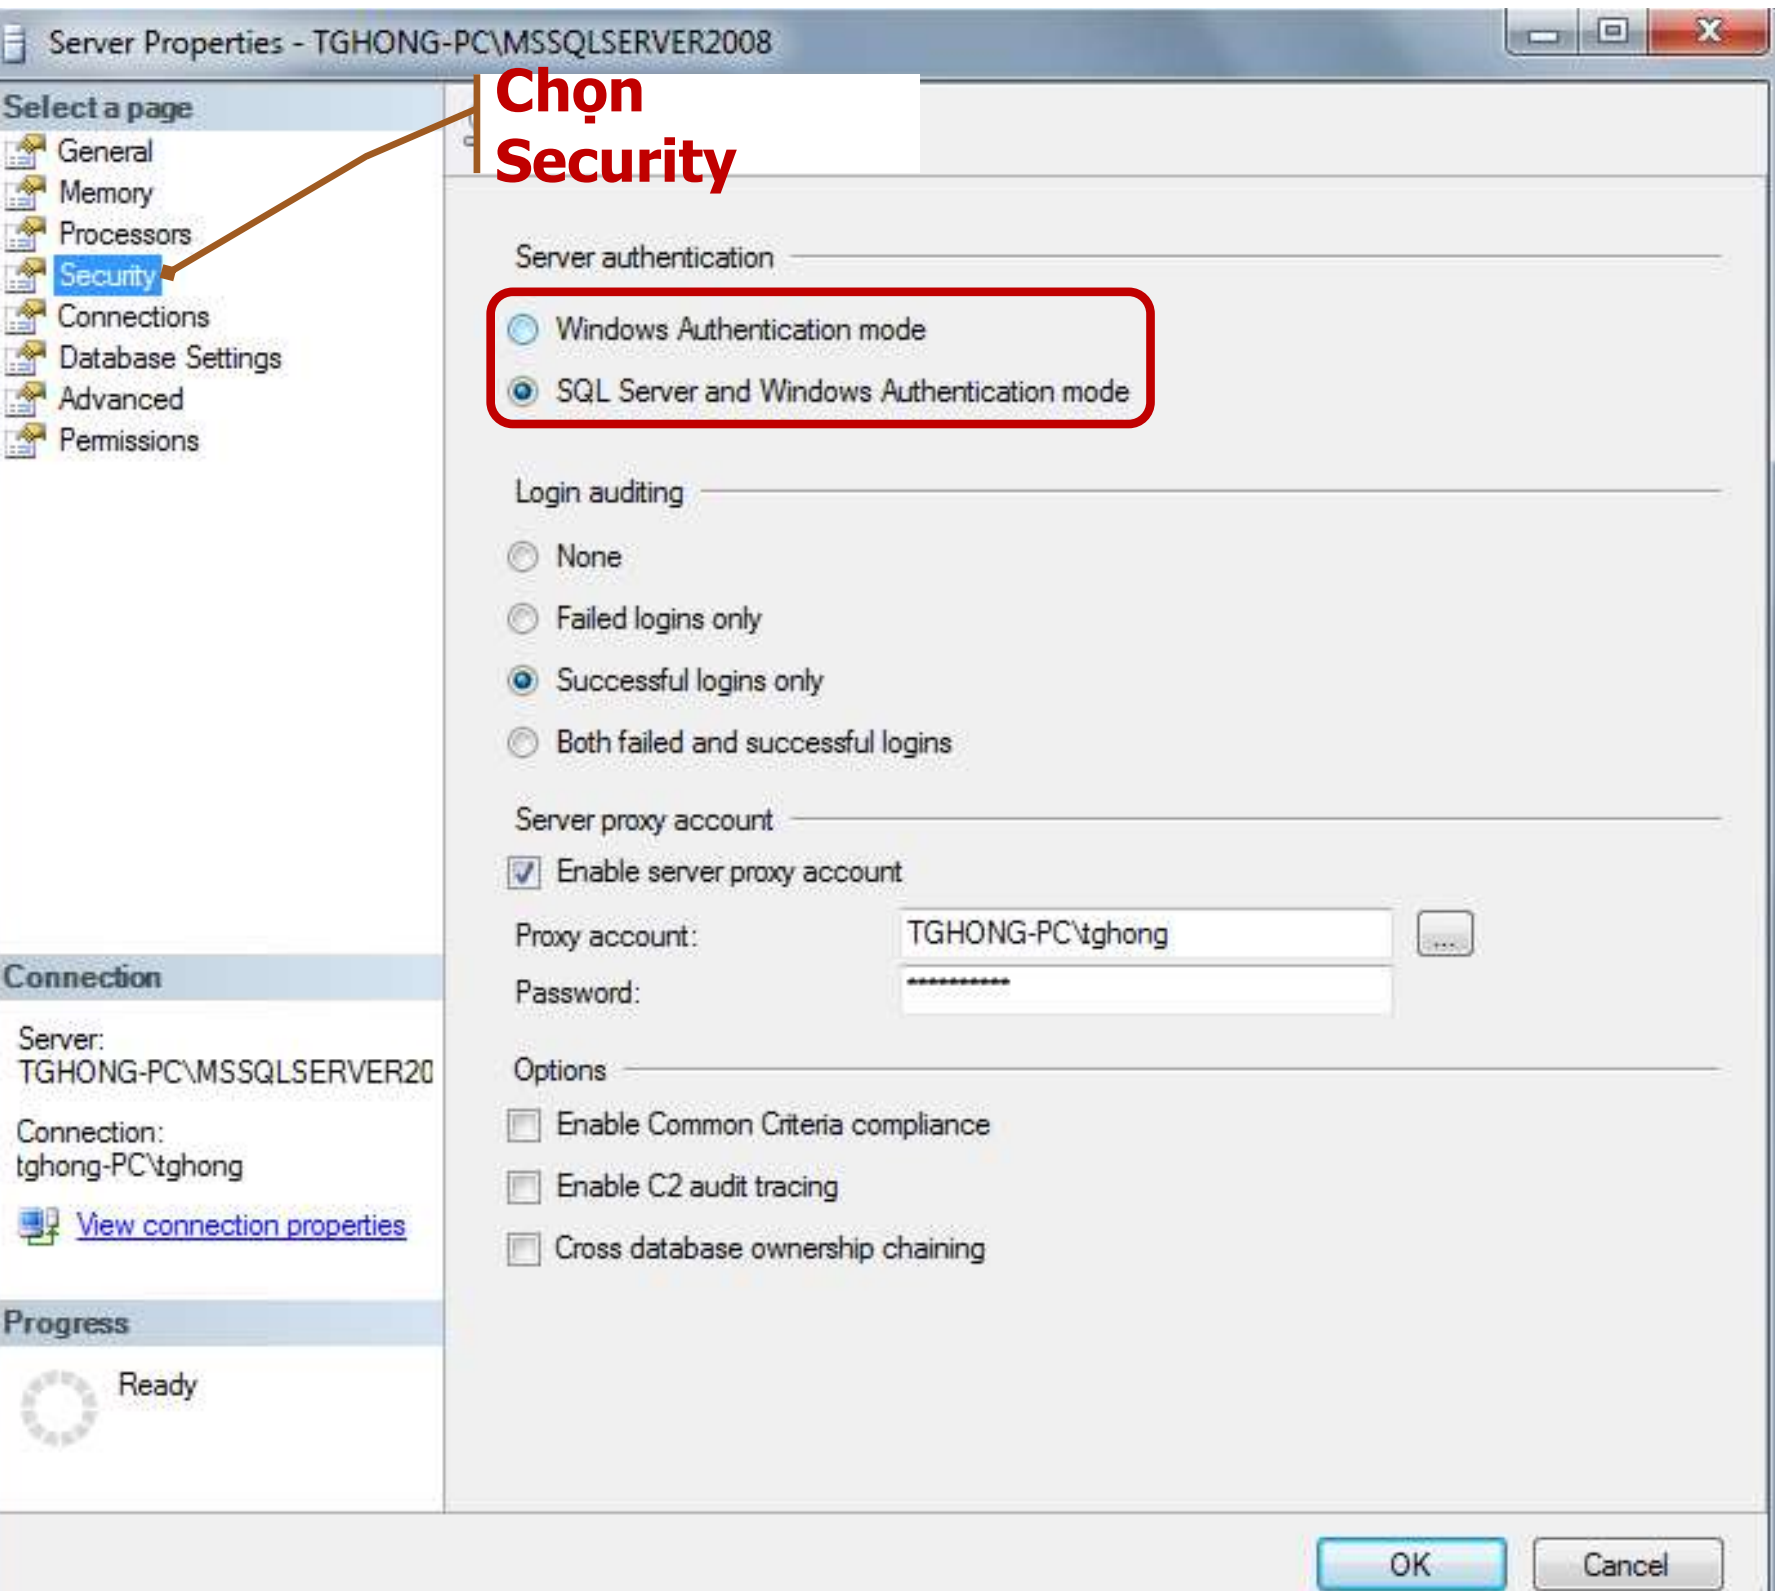 Server Properties - TGHONG-PC\MSSQLSERVER2008
Chọn
Security
Select a page
General
Memory
Processors
Security
Connections
Database Settings
Advanced
Permissions
Server authentication
Windows Authentication mode
SQL Server and Windows Authentication mode
Login auditing
None
Failed logins only
Successful logins only
Both failed and successful logins
Server proxy account
Enable server proxy account
Proxy account:
TGHONG-PC\tghong
...
Password:
**********
Options
Enable Common Criteria compliance
Enable C2 audit tracing
Cross database ownership chaining
Connection
Server:
TGHONG-PC\MSSQLSERVER20
Connection:
tghong-PC\tghong
View connection properties
Progress
Ready
OK
Cancel